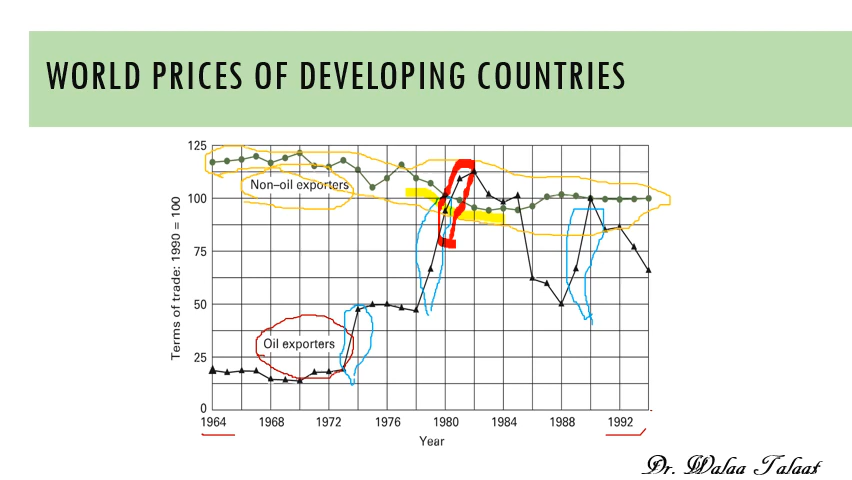 WORLD PRICES OF DEVELOPING COUNTRIES
125
Non–oil exporters
100
75
50
Oil exporters
25
0
Terms of trade: 1990 = 100
1964 1968 1972 1976 1980 1984 1988 1992
Year
Dr. Walaa Talaat